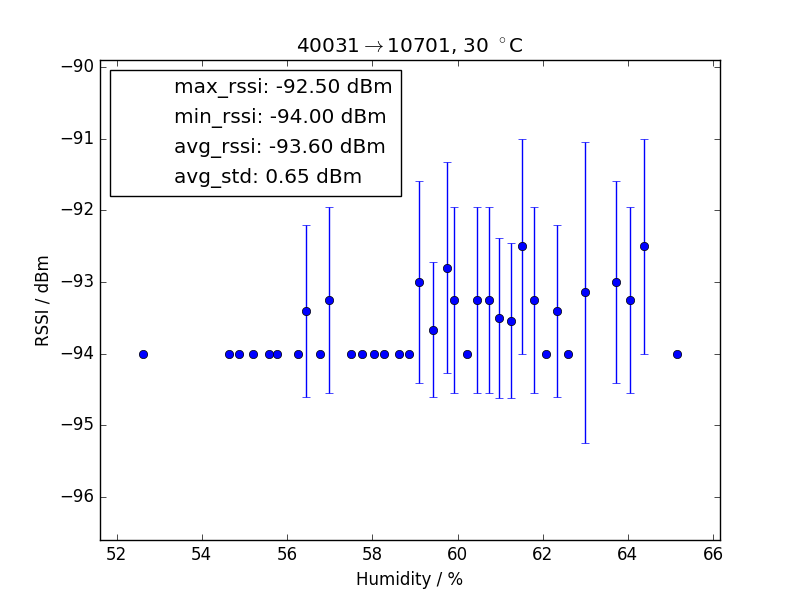 40031→10701, 30 °C
max_rssi: -92.50 dBm
min_rssi: -94.00 dBm
avg_rssi: -93.60 dBm
avg_std: 0.65 dBm
RSSI / dBm
−90
−91
−92
−93
−94
−95
−96
52 54 56 58 60 62 64 66
Humidity / %